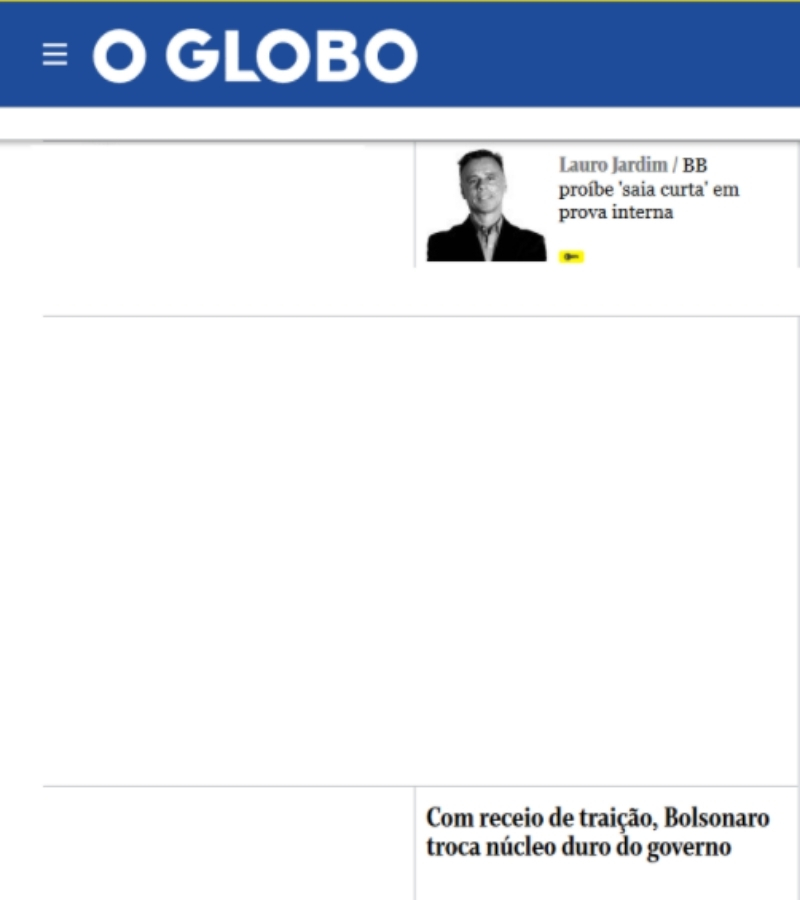 O GLOBO
Lauro Jardim / BB
proíbe 'saia curta' em
prova interna
Com receio de traição, Bolsonaro
troca núcleo duro do governo